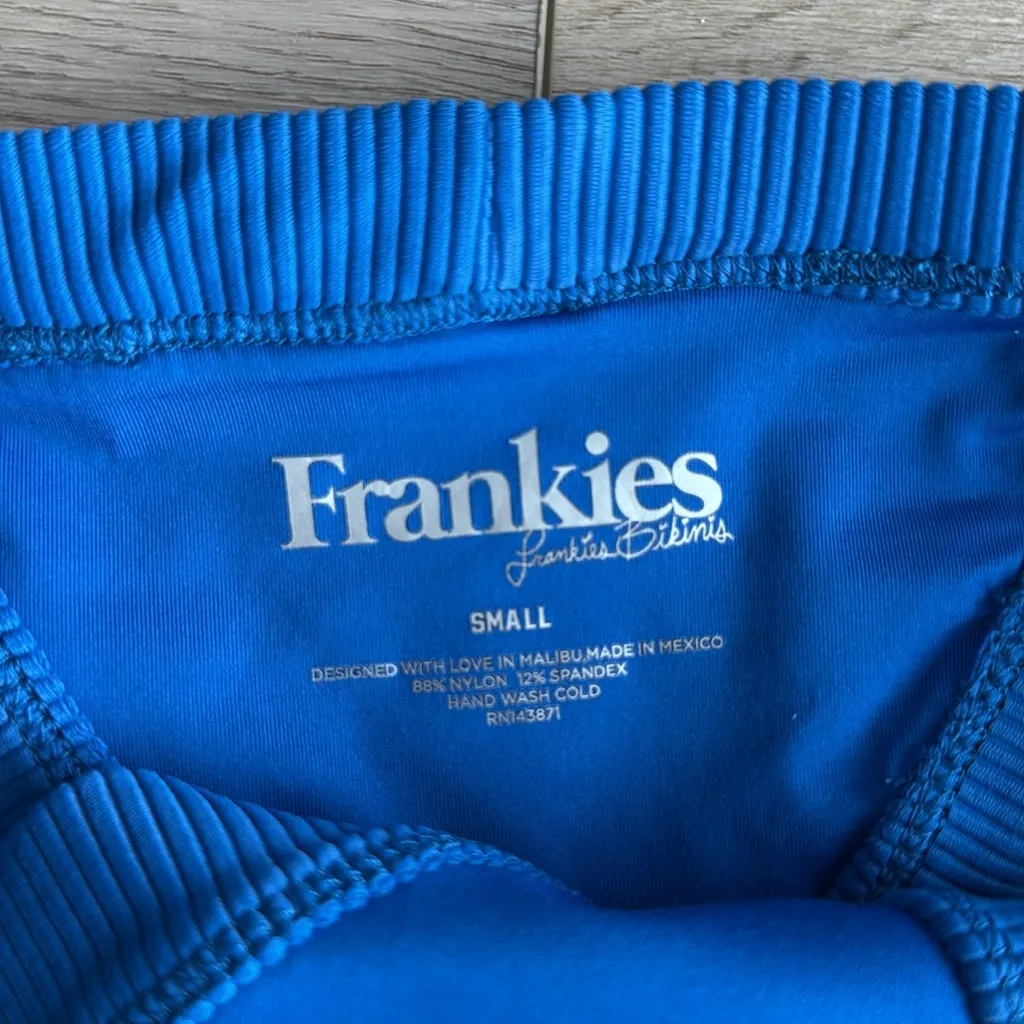 Frankies
Frankies Bikinis
SMALL
DESIGNED WITH LOVE IN MALIBU,MADE IN MEXICO
88% NYLON 12% SPANDEX
HAND WASH COLD
RN143871